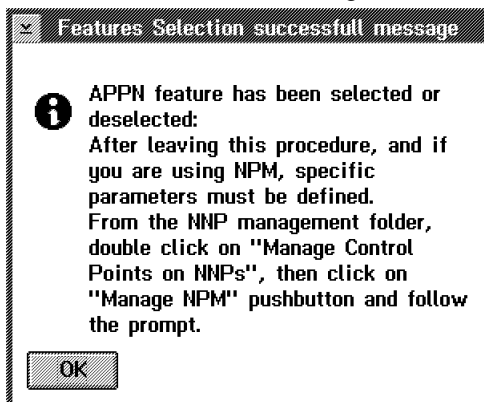 Features Selection successfull message
APPN feature has been selected or
deselected:
After leaving this procedure, and if
you are using NPM, specific
parameters must be defined.
From the NNP management folder,
double click on "Manage Control
Points on NNPs", then click on
"Manage NPM" pushbutton and follow
the prompt.
OK